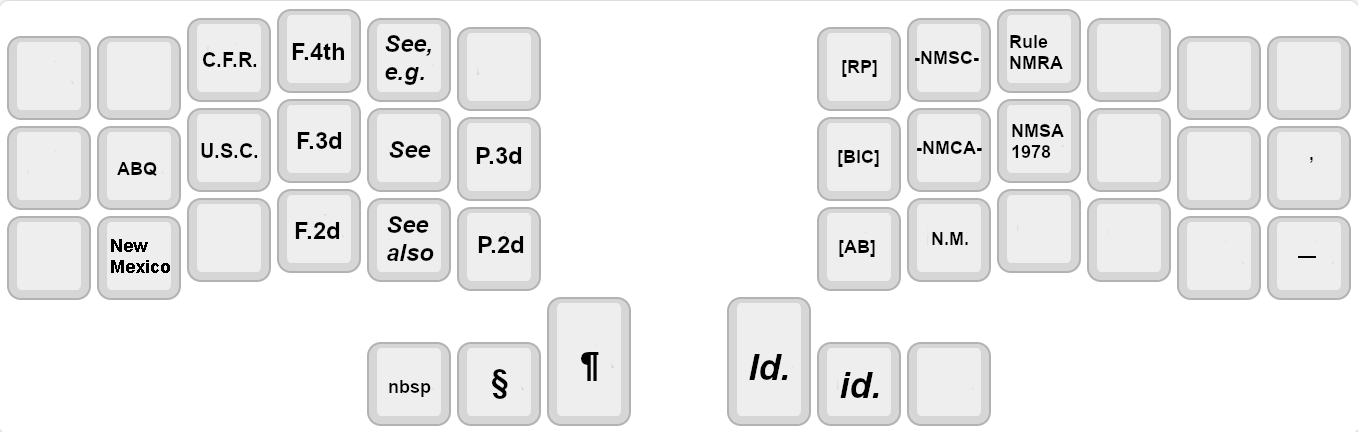 C.F.R.
F.4th
See,
e.g.
[RP]
-NMSC-
Rule
NMRA
ABQ
U.S.C.
F.3d
See
P.3d
[BIC]
-NMCA-
NMSA
1978
,
New
Mexico
F.2d
See
also
P.2d
[AB]
N.M.
—
nbsp
§
¶
Id.
id.